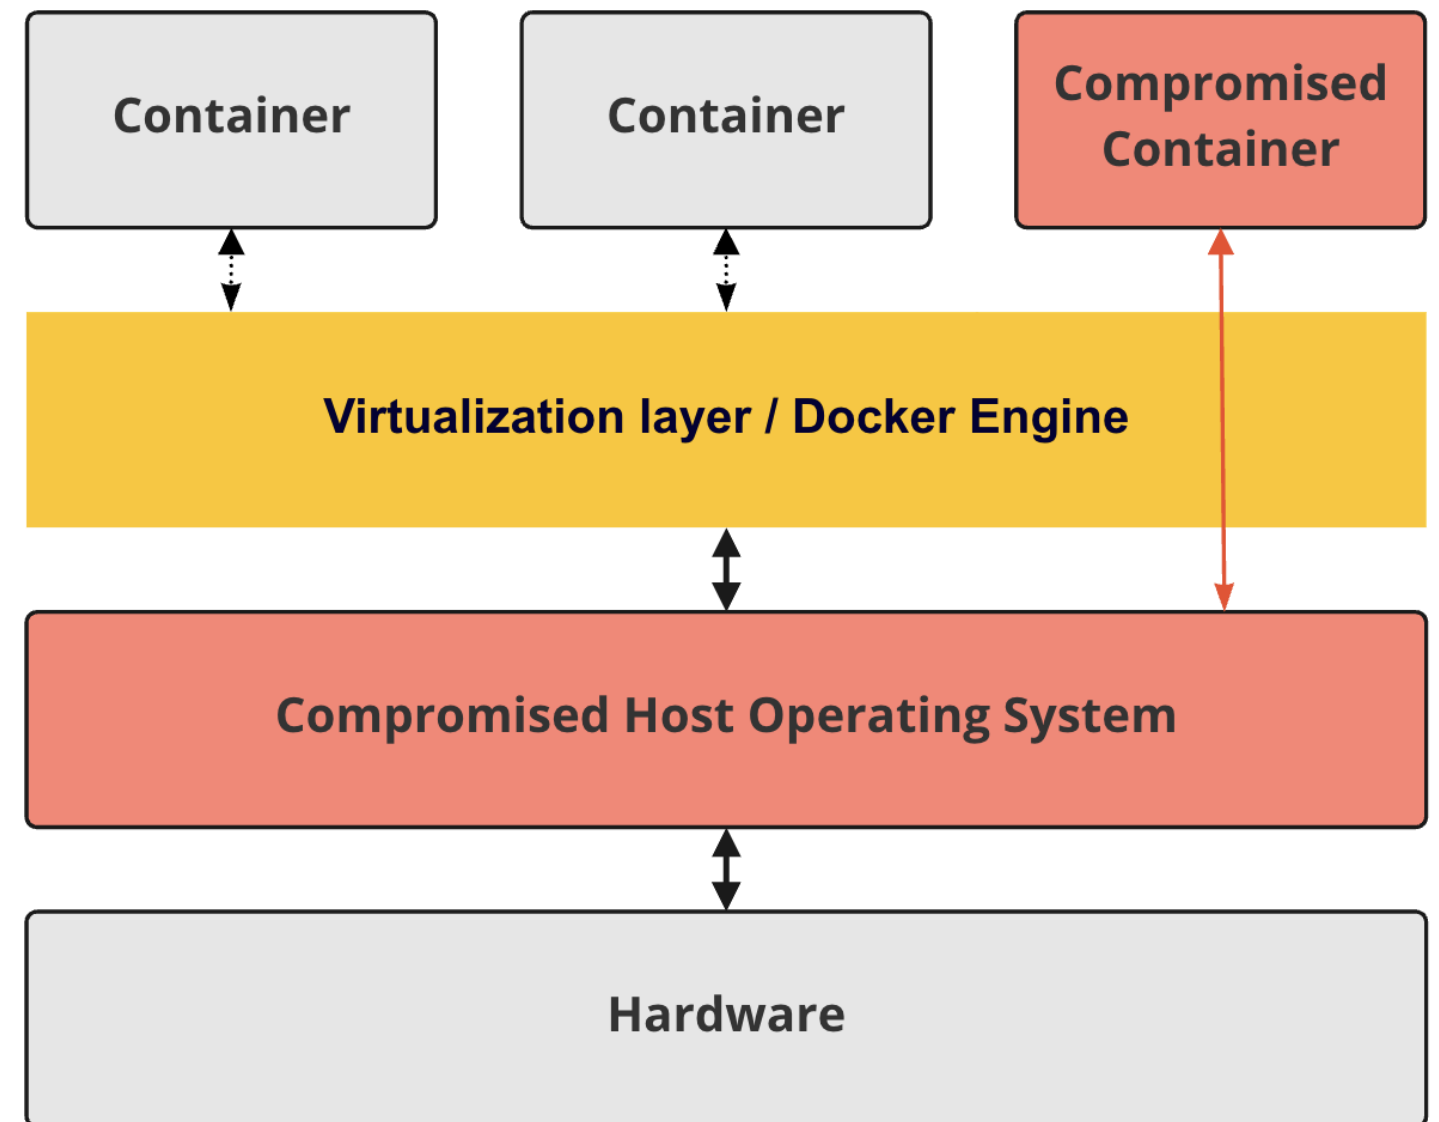 Container
Container
Compromised
Container
Virtualization layer / Docker Engine
Compromised Host Operating System
Hardware